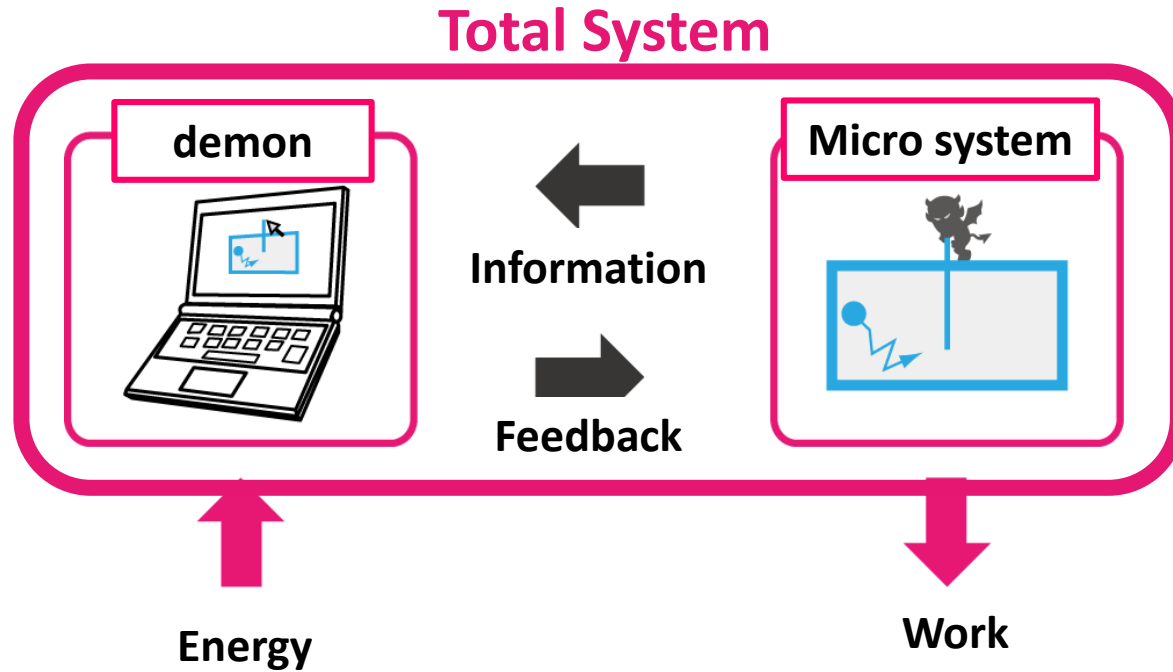 Total System
demon
Micro system
Information
Feedback
Energy
Work